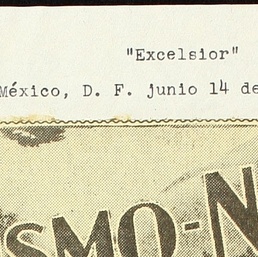 "Excelsior"
México, D. F. junio 14 de
SMO-N